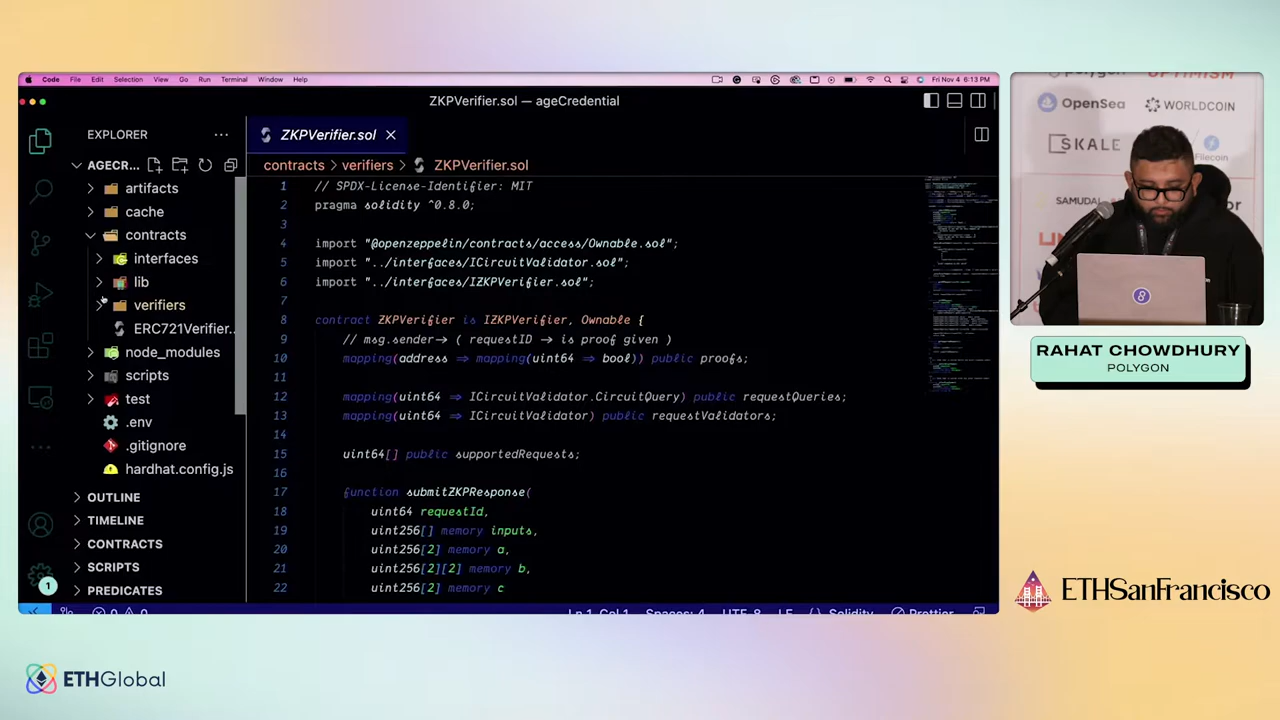 Code File Edit Selection View Go Run Terminal Window Help
Fri Nov 4 6:13 PM
ZKPVerifier.sol — ageCredential
EXPLORER
AGECR...
artifacts
cache
contracts
interfaces
lib
verifiers
ERC721Verifier..
node_modules
scripts
test
.env
.gitignore
hardhat.config.js
OUTLINE
TIMELINE
CONTRACTS
SCRIPTS
PREDICATES
1
ZKPVerifier.sol
contracts > verifiers > ZKPVerifier.sol
1 // SPDX-License-Identifier: MIT
2 pragma solidity ^0.8.0;
3
4 import "@openzeppelin/contracts/access/Ownable.sol";
5 import "../interfaces/ICircuitValidator.sol";
6 import "../interfaces/IZKPVerifier.sol";
7
8 contract ZKPVerifier is IZKPVerifier, Ownable {
9 // msg.sender-> ( requestID -> is proof given )
10 mapping(address => mapping(uint64 => bool)) public proofs;
11
12 mapping(uint64 => ICircuitValidator.CircuitQuery) public requestQueries;
13 mapping(uint64 => ICircuitValidator) public requestValidators;
14
15 uint64[] public supportedRequests;
16
17 function submitZKPResponse(
18 uint64 requestId,
19 uint256[] memory inputs,
20 uint256[2] memory a,
21 uint256[2][2] memory b,
22 uint256[2] memory c
0 0
Ln 1, Col 1 Spaces: 4 UTF-8 LF {} Solidity Prettier
polygon OPTIMISM
OpenSea WORLDCOIN
SKALE Filecoin
SAMUDAI
8
RAHAT CHOWDHURY
POLYGON
ETHSanFrancisco
ETHGlobal